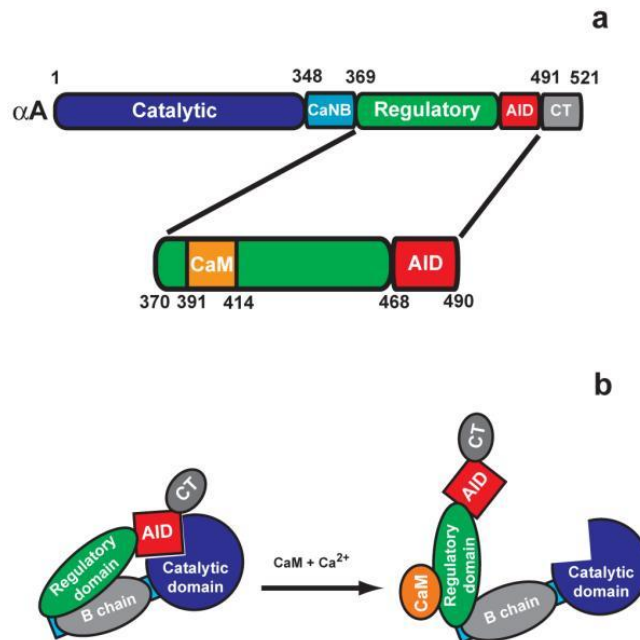 a
1 348 369 491 521
αA Catalytic CaNB Regulatory AID CT
CaM AID
370 391 414 468 490
b
CT
AID
Regulatory
domain
B chain
Catalytic
domain
CaM + Ca²⁺
CT
AID
Regulatory
domain
CaM
B chain
Catalytic
domain